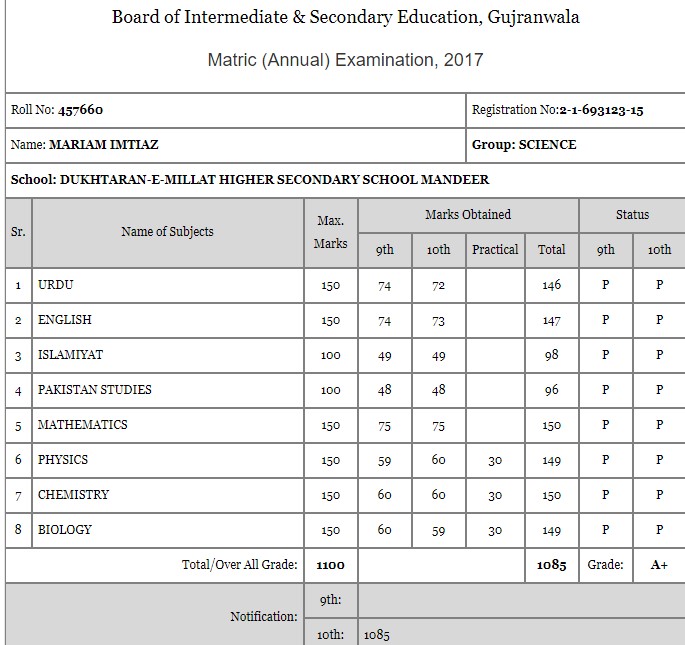 Board of Intermediate & Secondary Education, Gujranwala
Matric (Annual) Examination, 2017
Roll No: 457660 Registration No:2-1-693123-15
Name: MARIAM IMTIAZ Group: SCIENCE
School: DUKHTARAN-E-MILLAT HIGHER SECONDARY SCHOOL MANDEER
Sr. Name of Subjects Max. Marks Marks Obtained Status
9th 10th Practical Total 9th 10th
1 URDU 150 74 72 146 P P
2 ENGLISH 150 74 73 147 P P
3 ISLAMIYAT 100 49 49 98 P P
4 PAKISTAN STUDIES 100 48 48 96 P P
5 MATHEMATICS 150 75 75 150 P P
6 PHYSICS 150 59 60 30 149 P P
7 CHEMISTRY 150 60 60 30 150 P P
8 BIOLOGY 150 60 59 30 149 P P
Total/Over All Grade: 1100 1085 Grade: A+
Notification: 9th:
10th: 1085